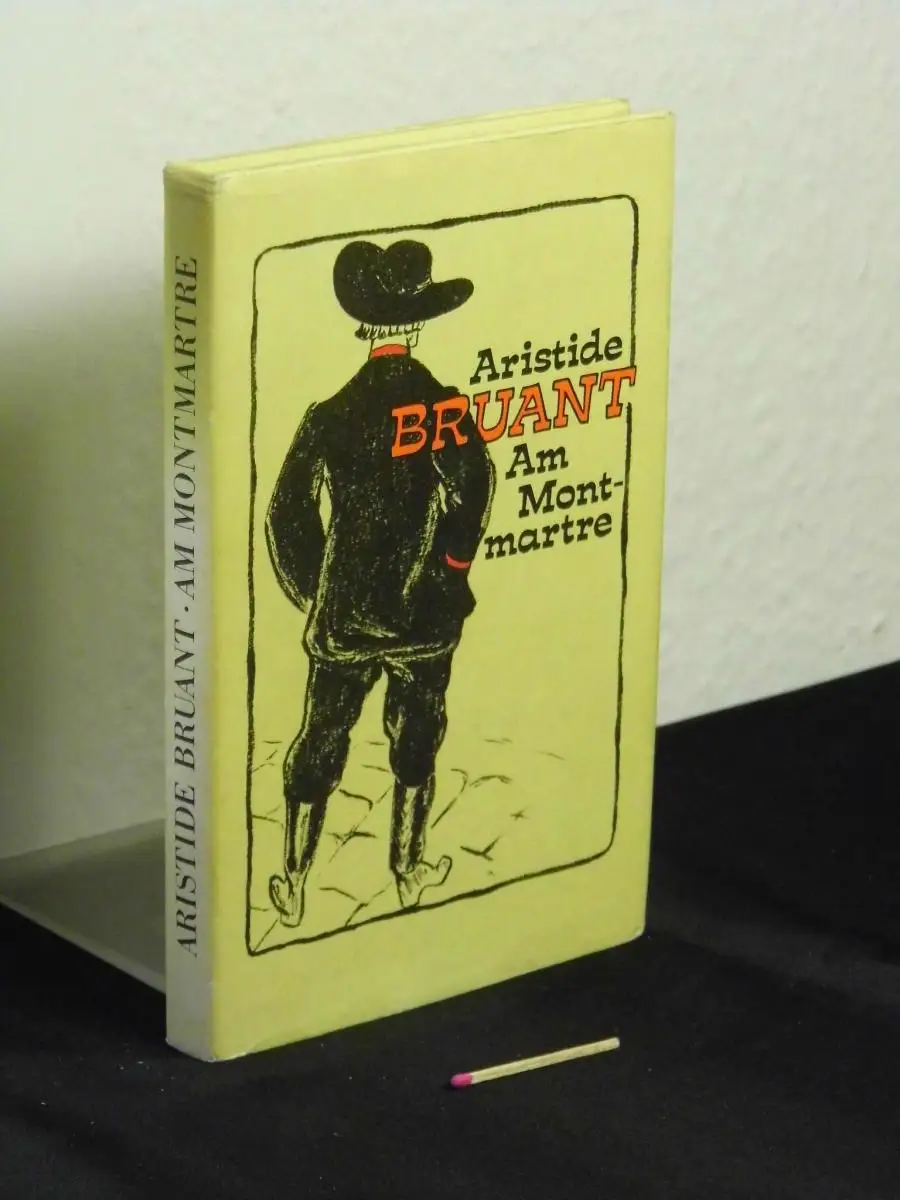 ARISTIDE BRUANT · AM MONTMARTRE
Aristide
BRUANT
Am
Mont-
martre